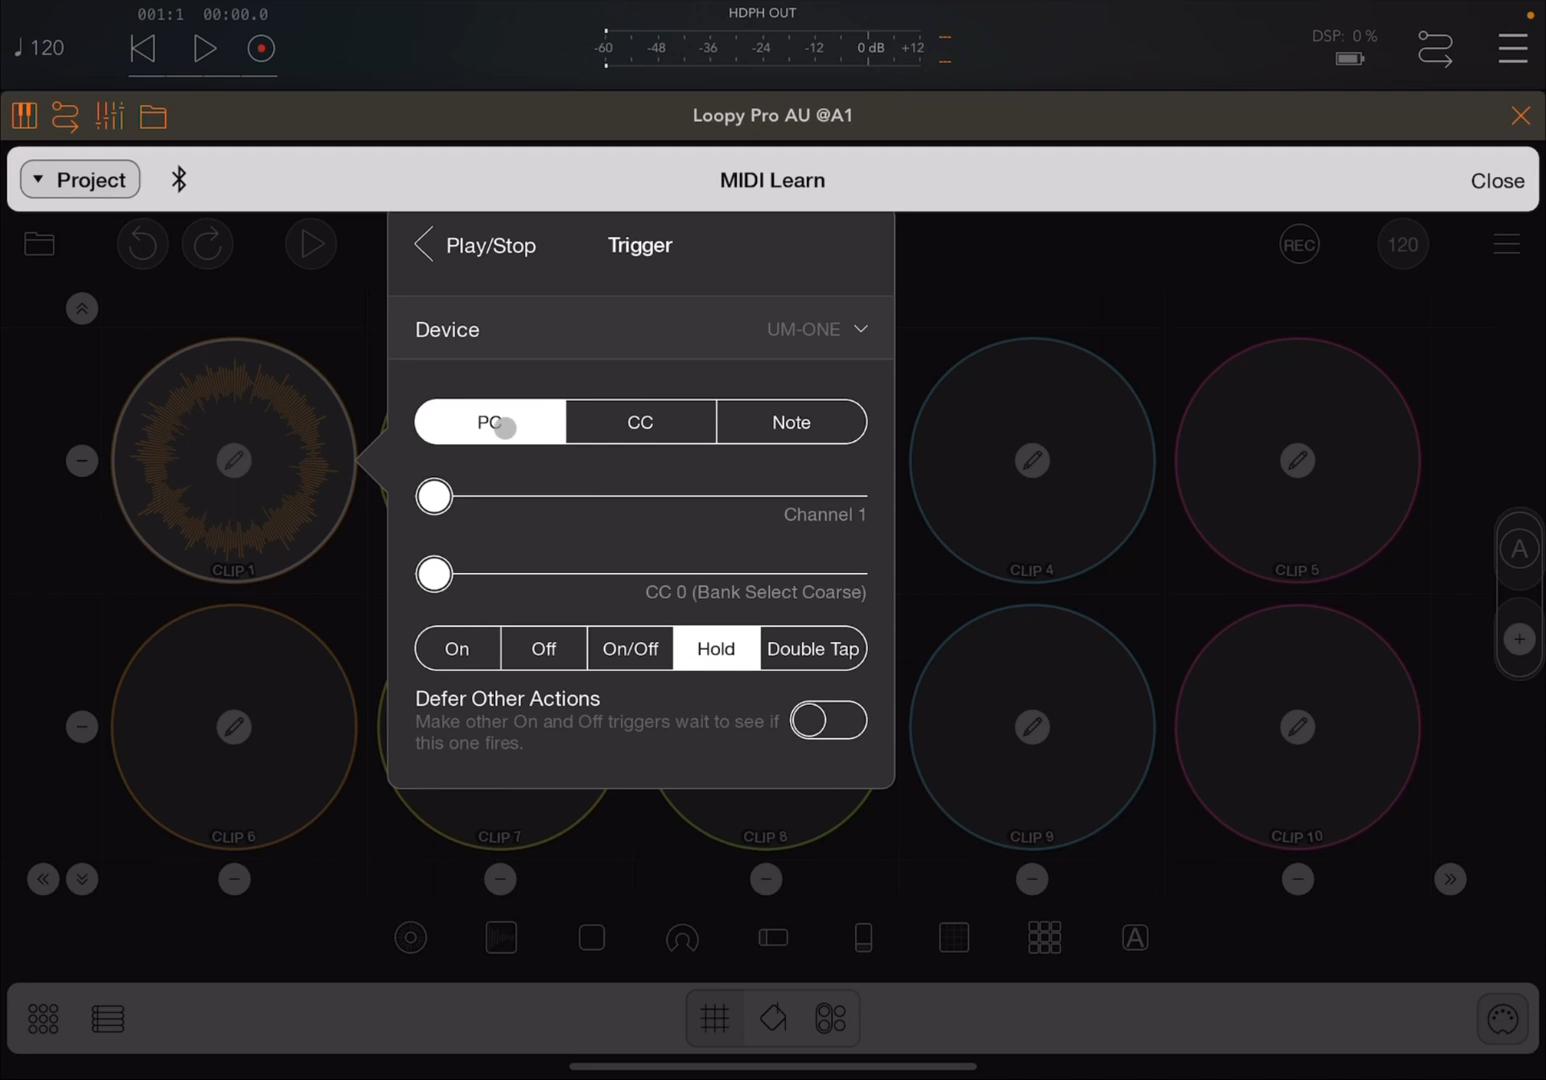 001:1 00:00.0
HDPH OUT
120
-60 -48 -36 -24 -12 0 dB +12
DSP: 0 %
Loopy Pro AU @A1
Project
MIDI Learn
Close
Play/Stop
Trigger
REC
120
Device
UM-ONE
PC
CC
Note
Channel 1
CC 0 (Bank Select Coarse)
A
CLIP 1
CLIP 4
CLIP 5
On
Off
On/Off
Hold
Double Tap
Defer Other Actions
Make other On and Off triggers wait to see if
this one fires.
CLIP 6
CLIP 7
CLIP 8
CLIP 9
CLIP 10
A